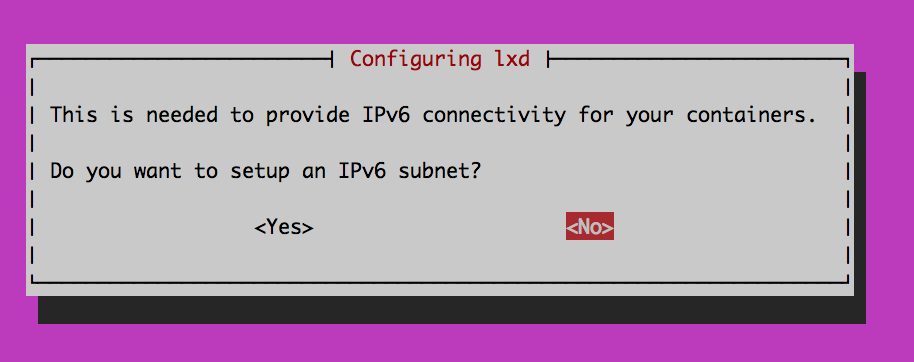 Configuring lxd
This is needed to provide IPv6 connectivity for your containers.
Do you want to setup an IPv6 subnet?
<Yes> <No>